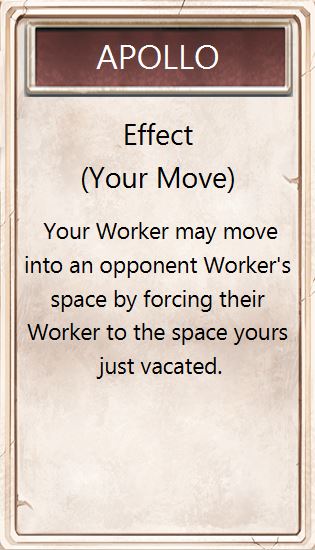 APOLLO
Effect
(Your Move)
Your Worker may move
into an opponent Worker's
space by forcing their
Worker to the space yours
just vacated.